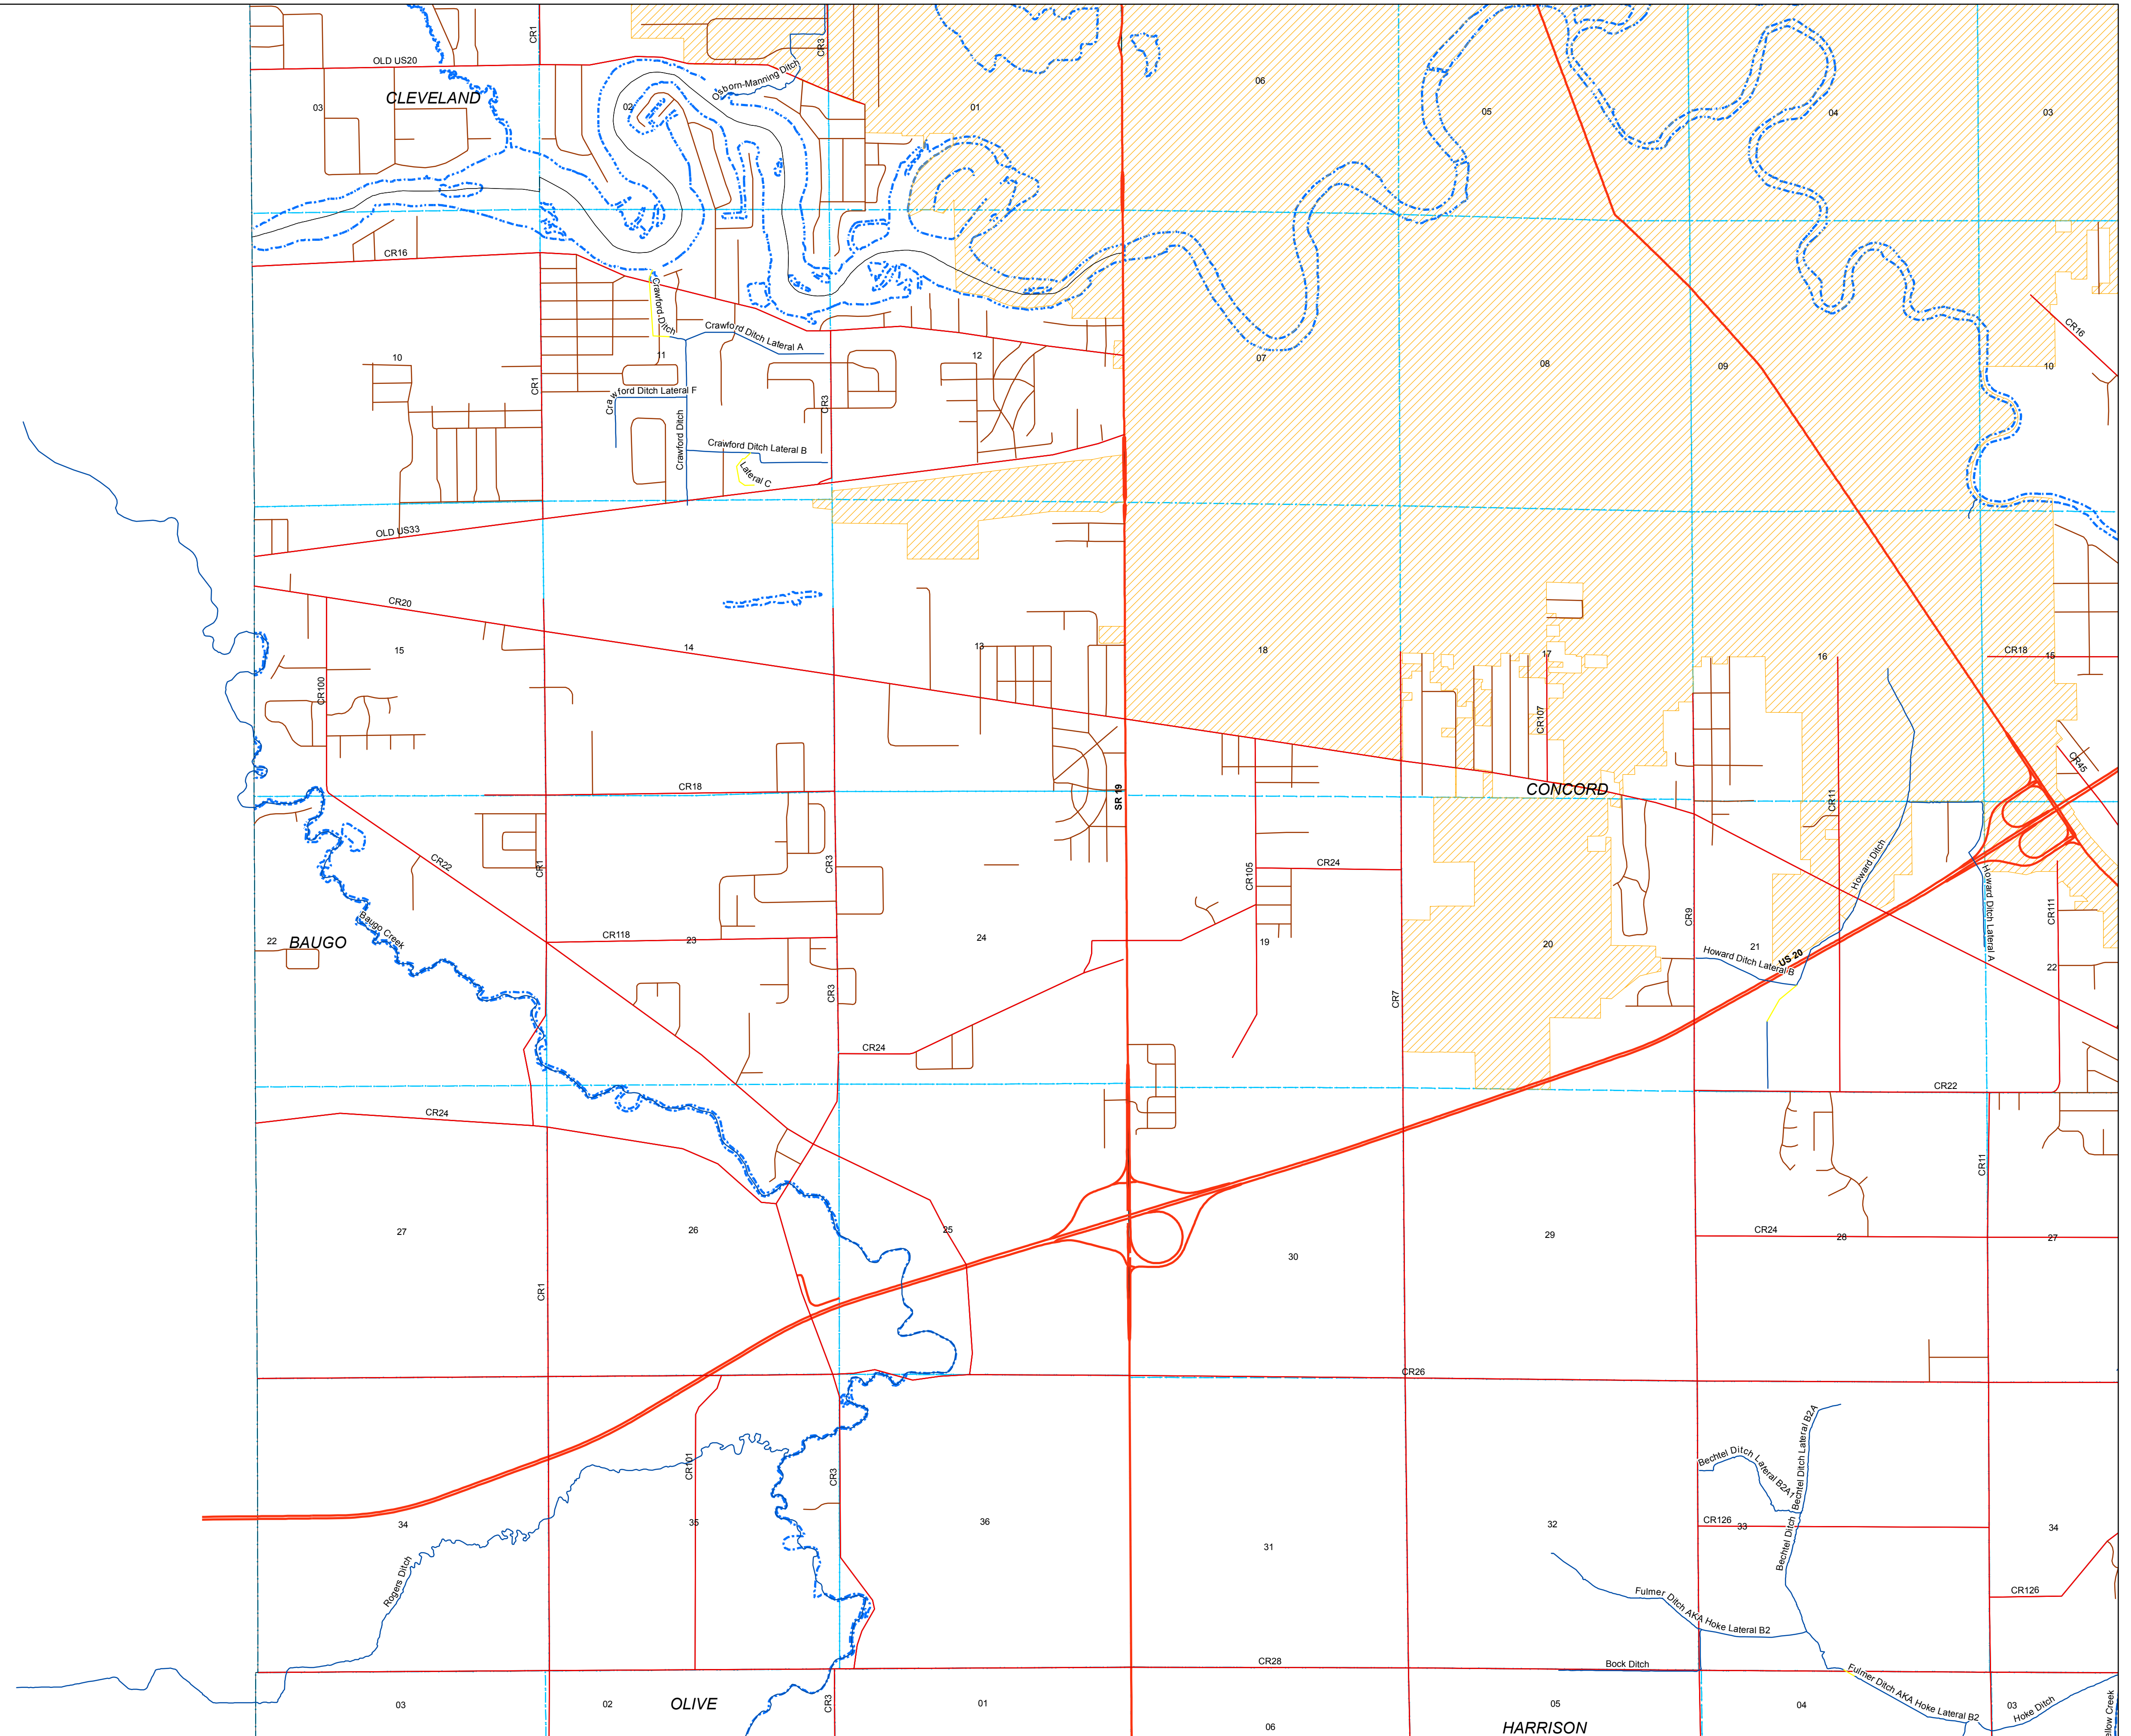 CR1
CR3
OLD US20
Osborn-Manning Ditch
CLEVELAND
03
02
01
06
05
04
03
CR16
Crawford-Ditch
Crawford Ditch Lateral A
CR16
10
11
12
07
08
09
10
CR1
Crawford Ditch Lateral F
CR3
Crawford Ditch
Crawford Ditch Lateral B
Lateral C
OLD US33
CR20
15
14
13
18
17
16
CR18
15
CR100
CR107
CR45
CR18
SR 19
CONCORD
CR11
CR22
CR1
CR3
CR105
CR24
Howard Ditch
Howard Ditch Lateral A
CR9
CR111
Baugo Creek
22
BAUGO
CR118
23
24
19
20
21
US 20
Howard Ditch Lateral B
22
CR3
CR7
CR24
CR22
CR24
CR11
27
26
25
30
29
CR24
28
27
CR1
CR26
Bechtel Ditch Lateral B2A
Bechtel Ditch Lateral B2A1
CR101
CR3
34
35
36
31
32
CR126
33
34
Bechtel Ditch
Rogers Ditch
Fulmer Ditch AKA Hoke Lateral B2
CR126
CR28
Bock Ditch
Fulmer Ditch AKA Hoke Lateral B2
Hoke Ditch
ellow Creek
03
02
OLIVE
CR3
01
06
HARRISON
05
04
03